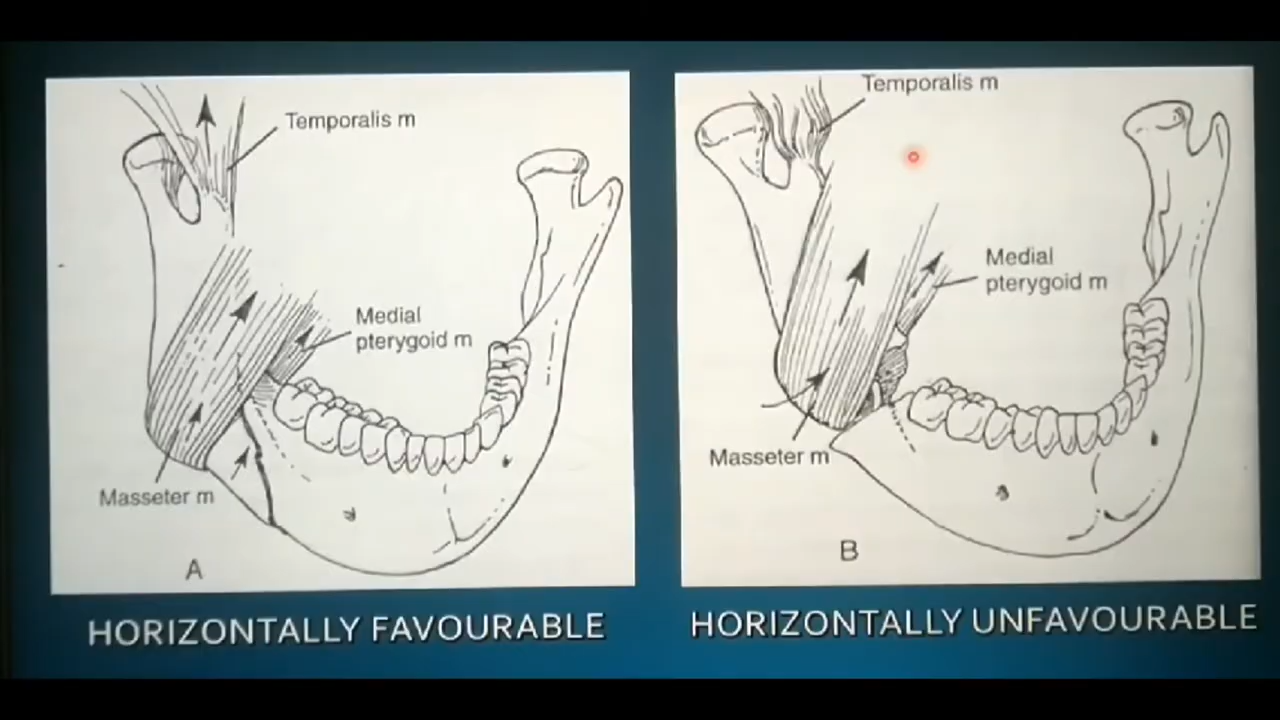 Temporalis m
Medial
pterygoid m
Masseter m
A
HORIZONTALLY FAVOURABLE
Temporalis m
Medial
pterygoid m
Masseter m
B
HORIZONTALLY UNFAVOURABLE